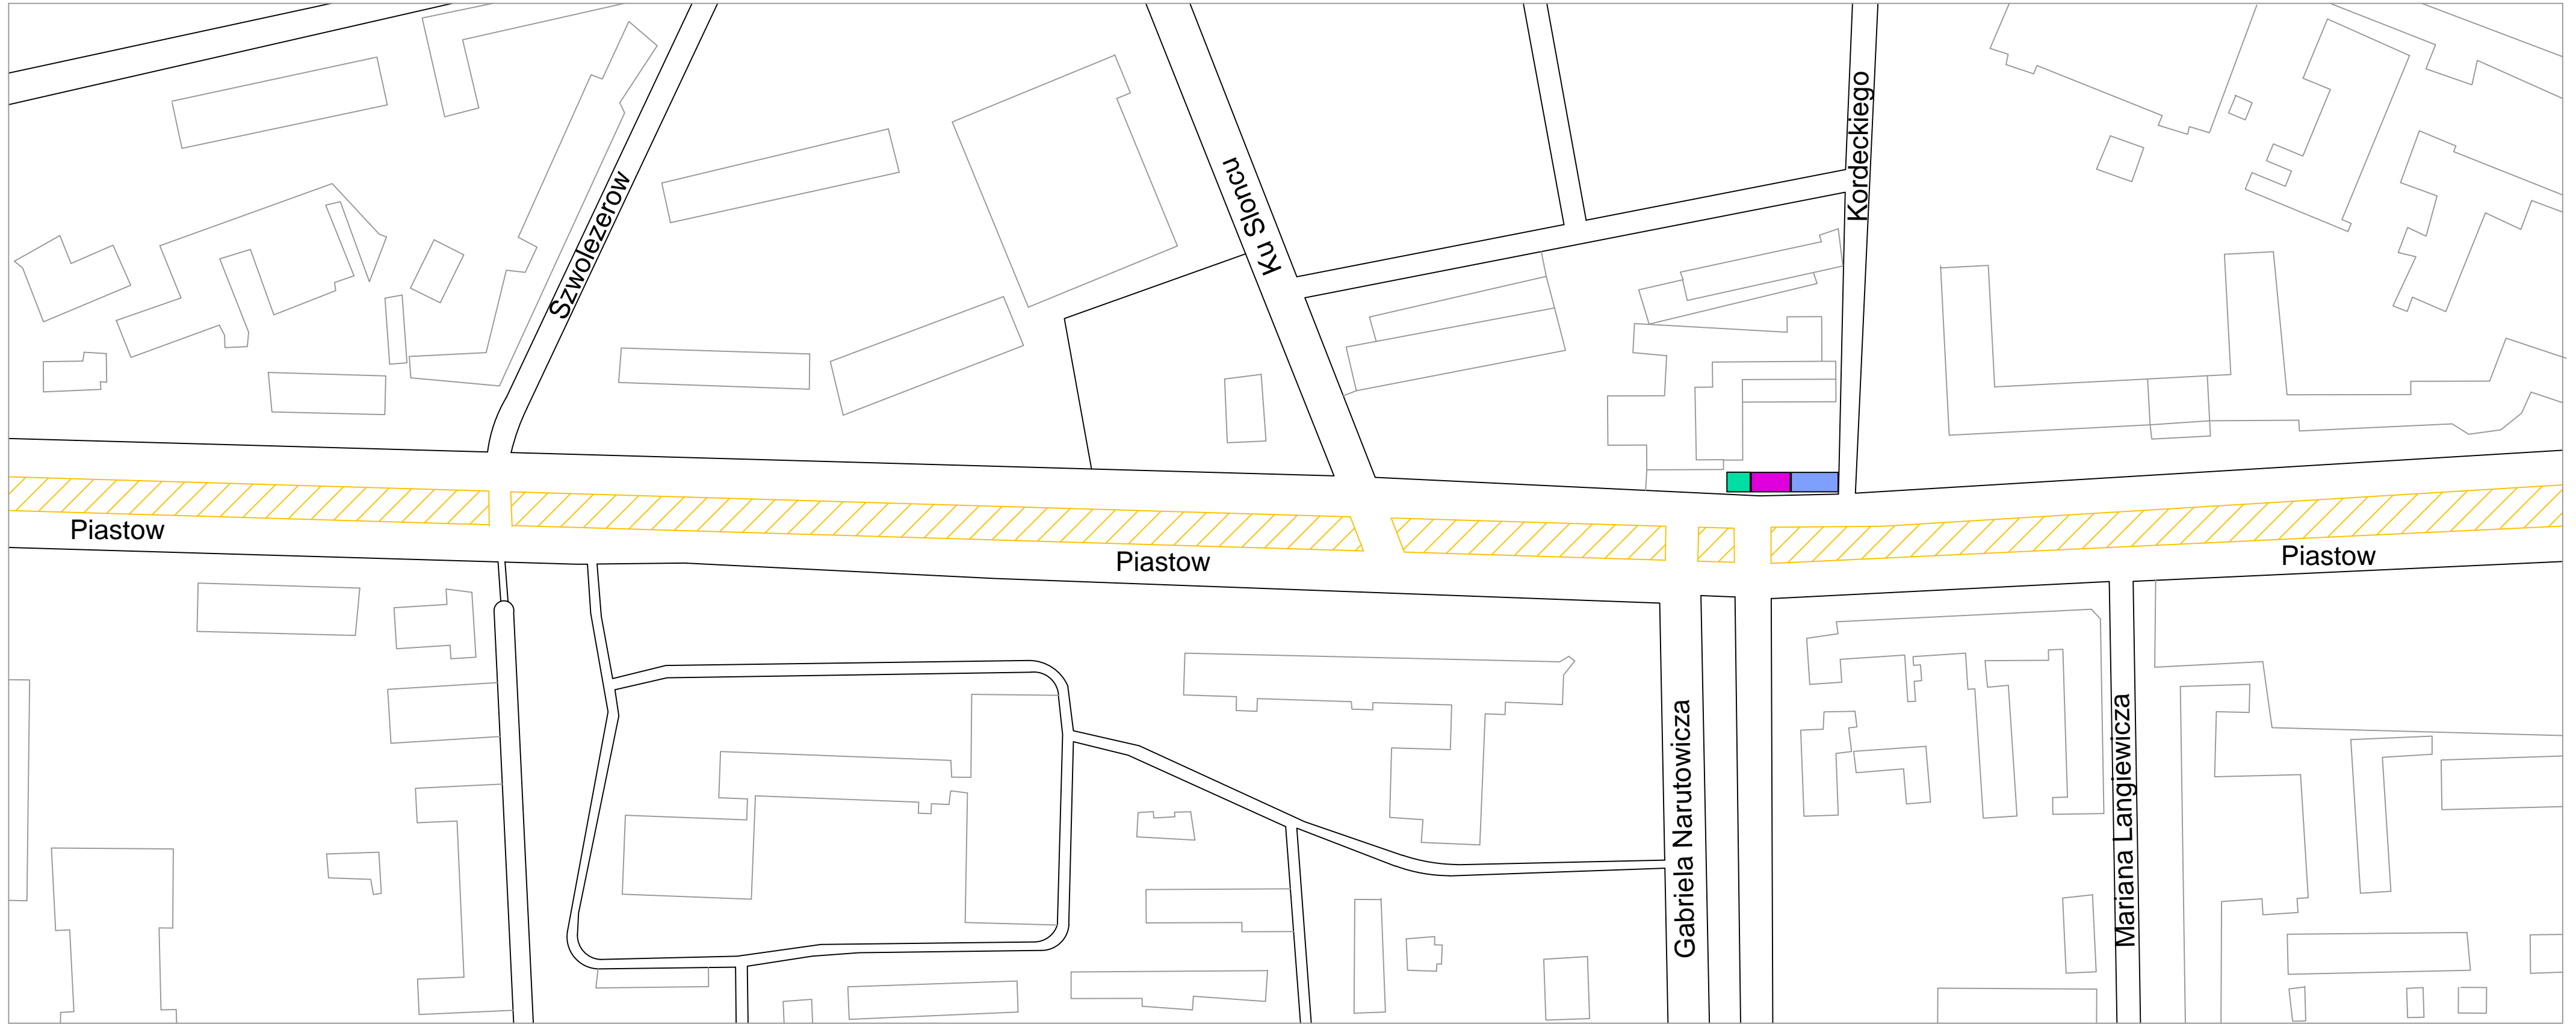 Kordeckiego
Ku Sloncu
Szwolezerow
Piastow
Piastow
Piastow
Gabriela Narutowicza
Mariana Langiewicza